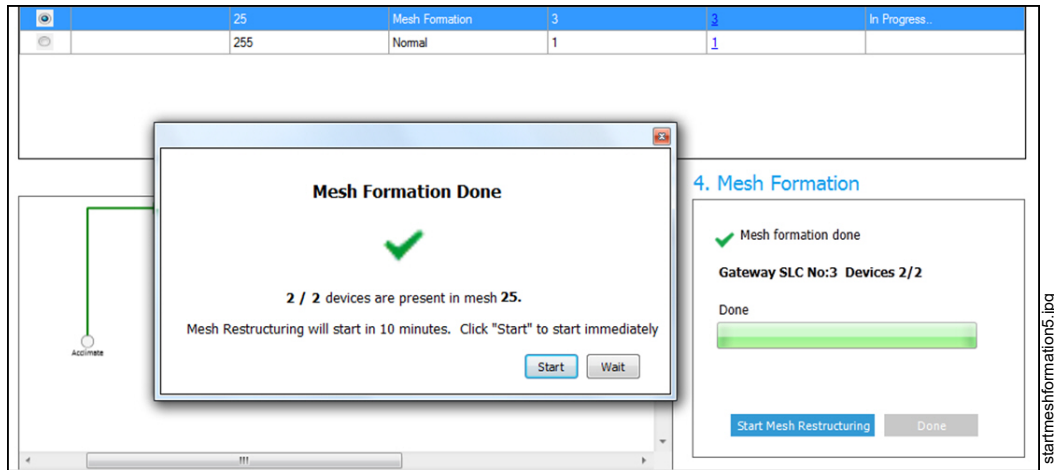 25 Mesh Formation 3 3 In Progress..
255 Normal 1 1
Mesh Formation Done
2 / 2 devices are present in mesh 25.
Mesh Restructuring will start in 10 minutes. Click "Start" to start immediately
Start Wait
Acclimate
4. Mesh Formation
Mesh formation done
Gateway SLC No:3 Devices 2/2
Done
Start Mesh Restructuring Done
startmeshformation5.jpg